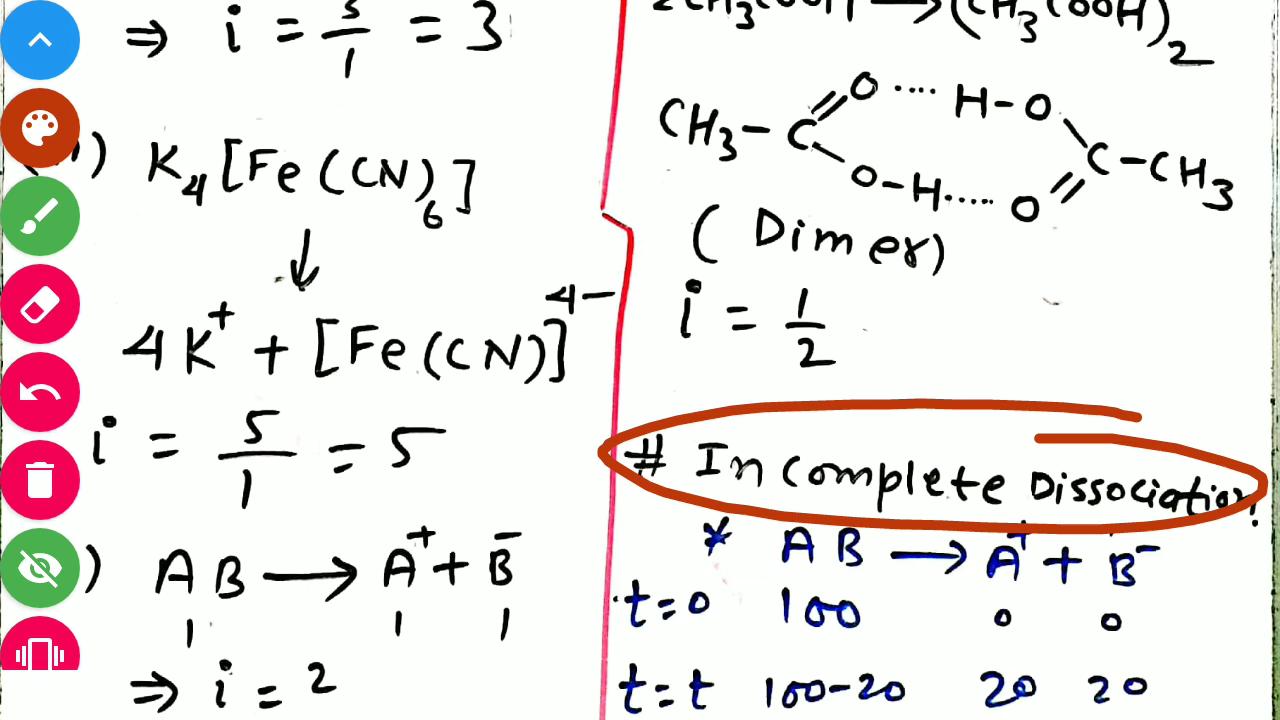 ⇒ i = 3/1 = 3
) K₄[Fe(CN)₆]
↓
4K⁺ + [Fe(CN)]⁴⁻
i = 5/1 = 5
) AB → A⁺ + B⁻
1 1 1
⇒ i = 2
2CH₃COOH → (CH₃COOH)₂
O .... H-O
CH₃-C C-CH₃
O-H..... O
(Dimer)
i = 1/2
# Incomplete Dissociation
* AB → A⁺ + B⁻
t=0 100 0 0
t=t 100-20 20 20